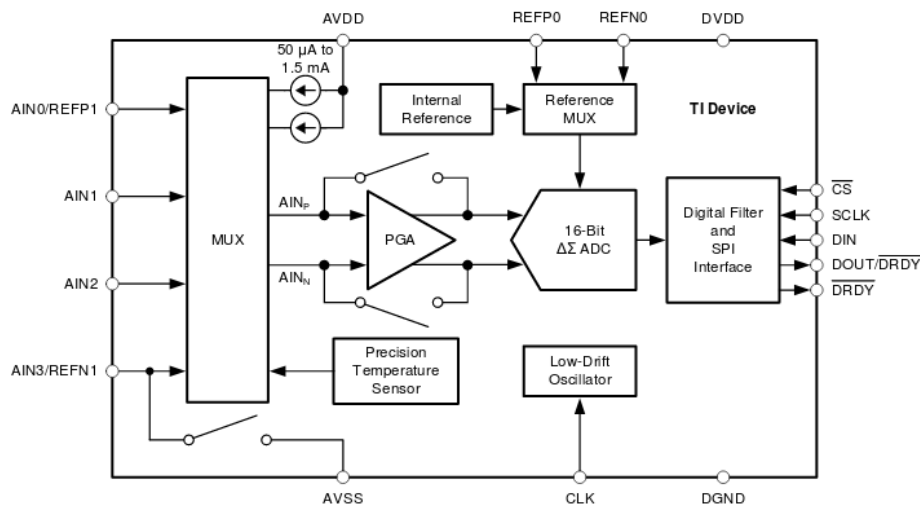 AVDD
REFP0
REFN0
DVDD
50 µA to
1.5 mA
AIN0/REFP1
Internal
Reference
Reference
MUX
TI Device
AIN1
AINP
MUX
PGA
16-Bit
ΔΣ ADC
Digital Filter
and
SPI
Interface
CS
SCLK
DIN
DOUT/DRDY
DRDY
AINN
AIN2
AIN3/REFN1
Precision
Temperature
Sensor
Low-Drift
Oscillator
AVSS
CLK
DGND